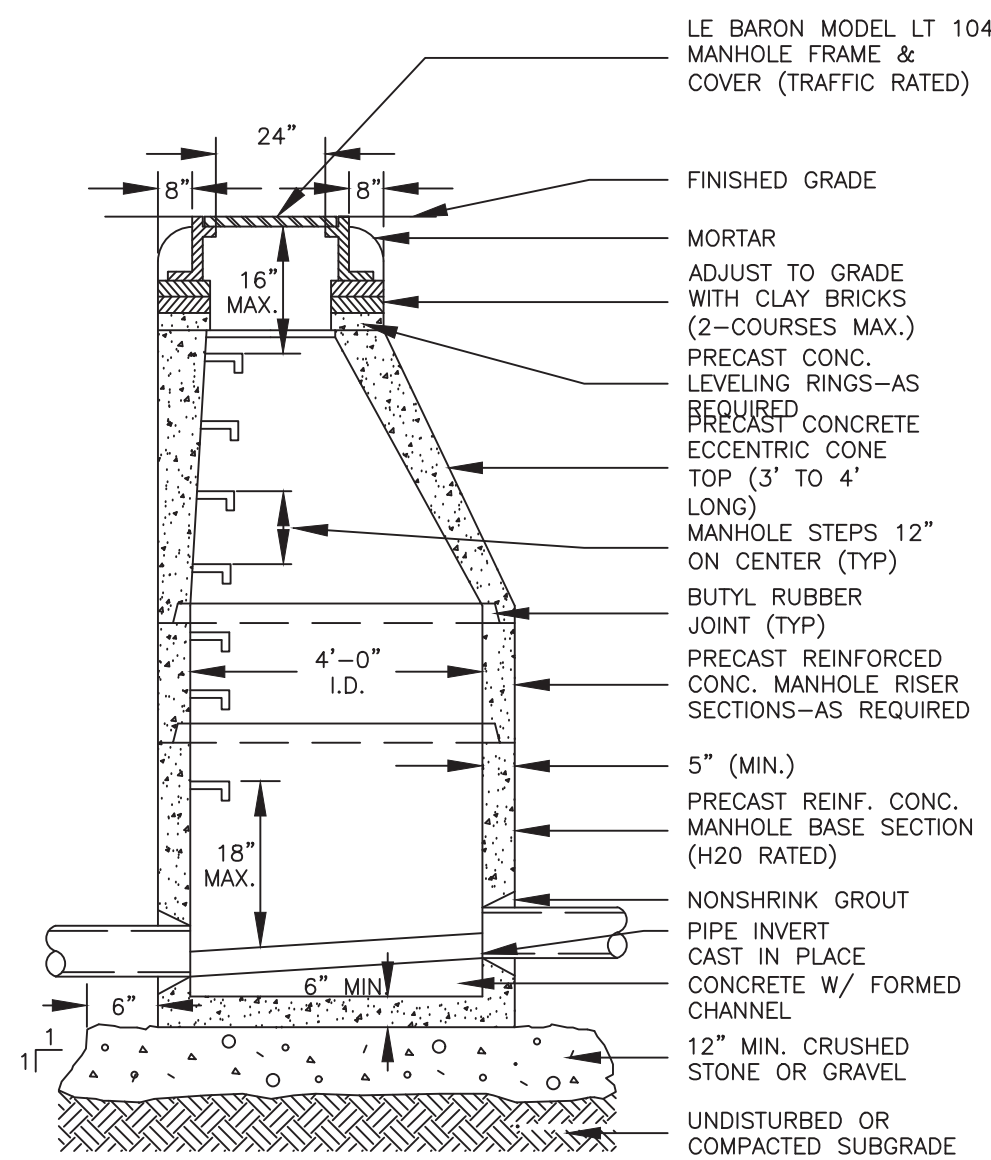 LE BARON MODEL LT 104
MANHOLE FRAME &
COVER (TRAFFIC RATED)
24"
8"
8"
FINISHED GRADE
MORTAR
16"
MAX.
ADJUST TO GRADE
WITH CLAY BRICKS
(2-COURSES MAX.)
PRECAST CONC.
LEVELING RINGS-AS
REQUIRED
PRECAST CONCRETE
ECCENTRIC CONE
TOP (3' TO 4'
LONG)
MANHOLE STEPS 12"
ON CENTER (TYP)
BUTYL RUBBER
JOINT (TYP)
4'-0"
I.D.
PRECAST REINFORCED
CONC. MANHOLE RISER
SECTIONS-AS REQUIRED
5" (MIN.)
PRECAST REINF. CONC.
MANHOLE BASE SECTION
(H20 RATED)
18"
MAX.
NONSHRINK GROUT
PIPE INVERT
CAST IN PLACE
CONCRETE W/ FORMED
CHANNEL
6" MIN.
6"
1
1
12" MIN. CRUSHED
STONE OR GRAVEL
UNDISTURBED OR
COMPACTED SUBGRADE